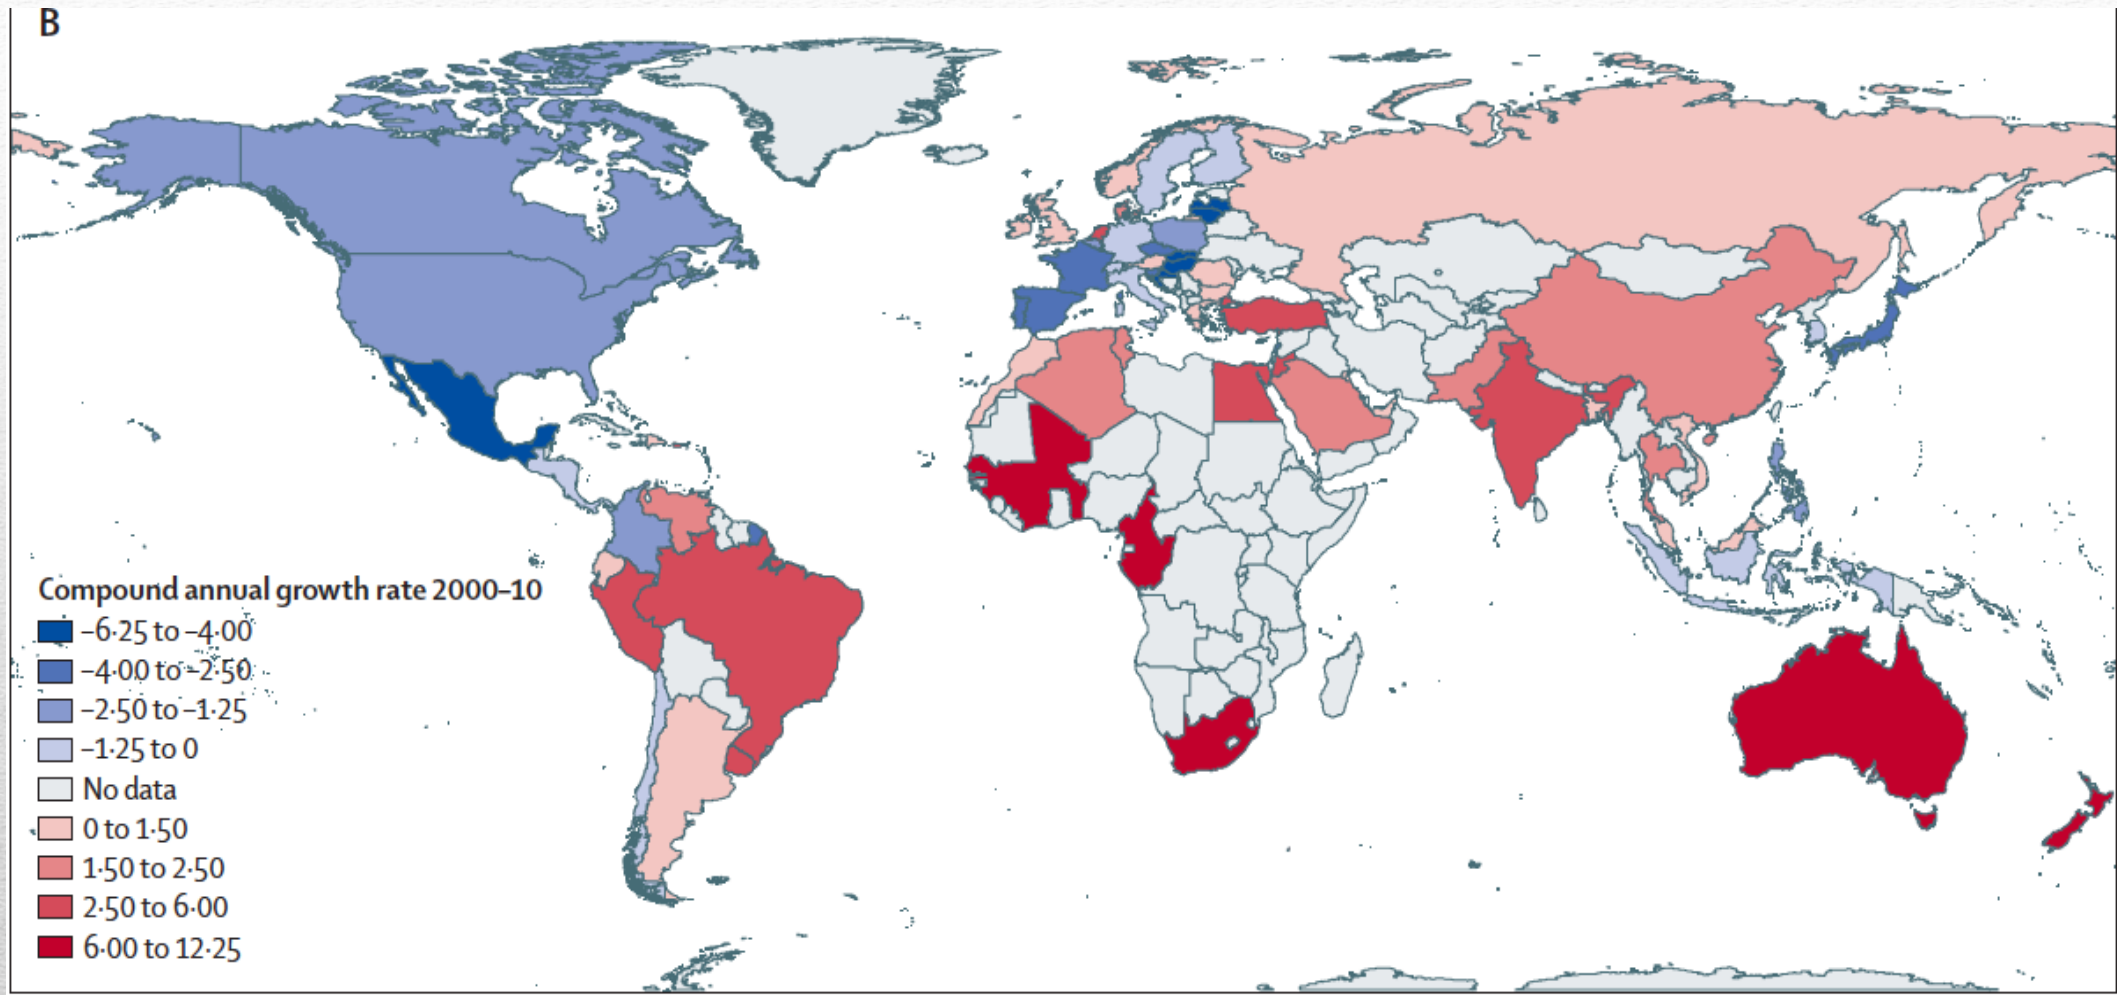 B
Compound annual growth rate 2000–10
–6·25 to –4·00
–4·00 to –2·50
–2·50 to –1·25
–1·25 to 0
No data
0 to 1·50
1·50 to 2·50
2·50 to 6·00
6·00 to 12·25